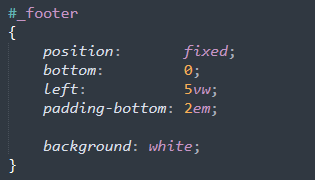 #_footer
{
    position:       fixed;
    bottom:         0;
    left:           5vw;
    padding-bottom: 2em;

    background: white;
}